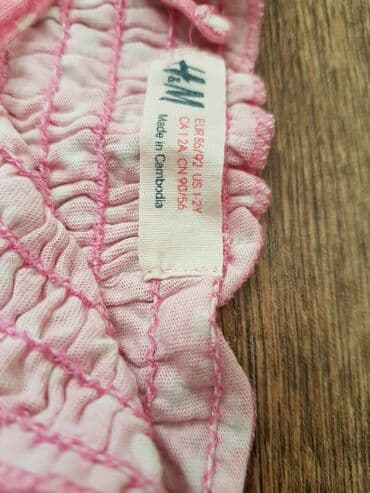 H&M
EUR 86/92 US 1-2Y
CA 1-2A CN 90/56
Made in Cambodia